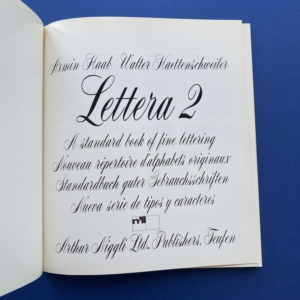 Armin Haab Walter Haettenschweiler
Lettera 2
A standard book of fine lettering
Nouveau répertoire d'alphabets originaux
Standardbuch guter Gebrauchsschriften
Nueva serie de tipos y caracteres
Arthur Niggli Ltd., Publishers, Teufen